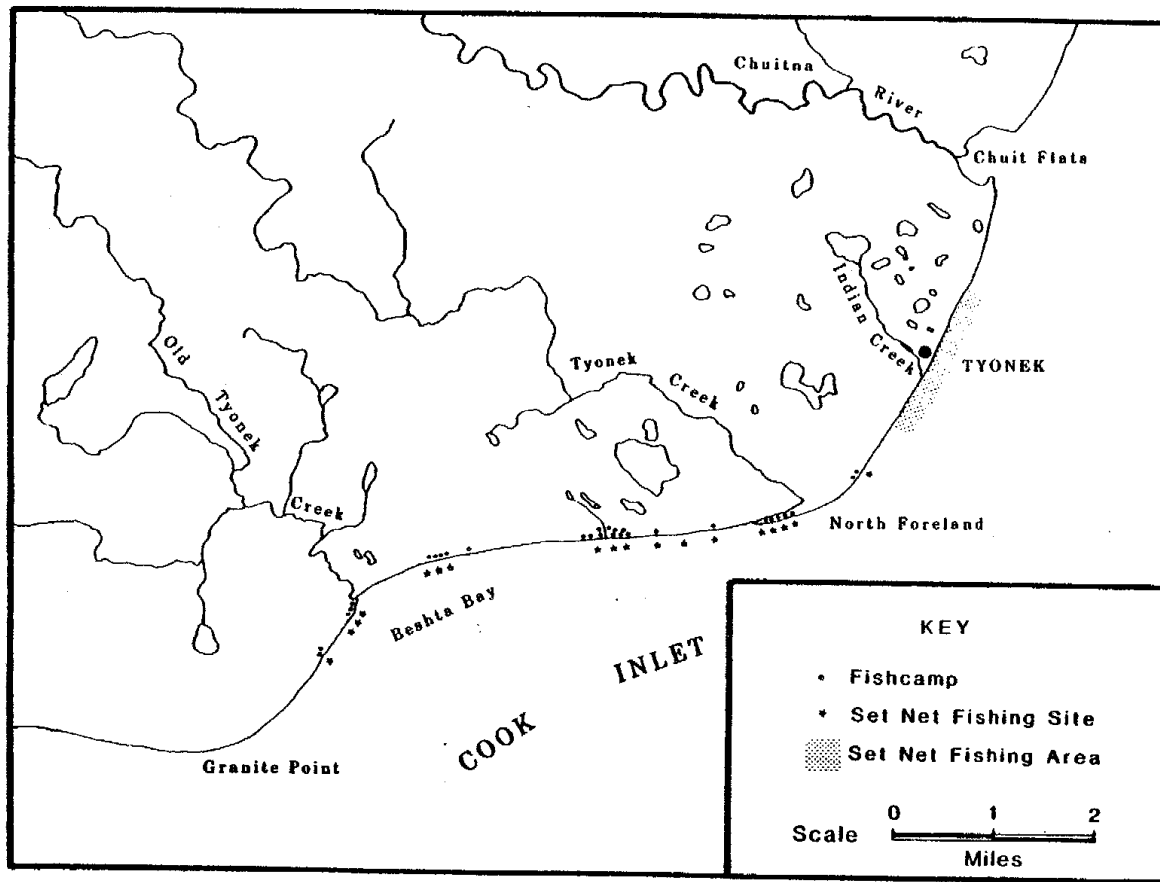 Chuitna
River
Chuit Flats
Indian
Creek
TYONEK
Old
Tyonek
Creek
Tyonek
Creek
North Foreland
Beshta Bay
COOK
INLET
Granite Point
KEY
Fishcamp
Set Net Fishing Site
Set Net Fishing Area
0 1 2
Scale
Miles